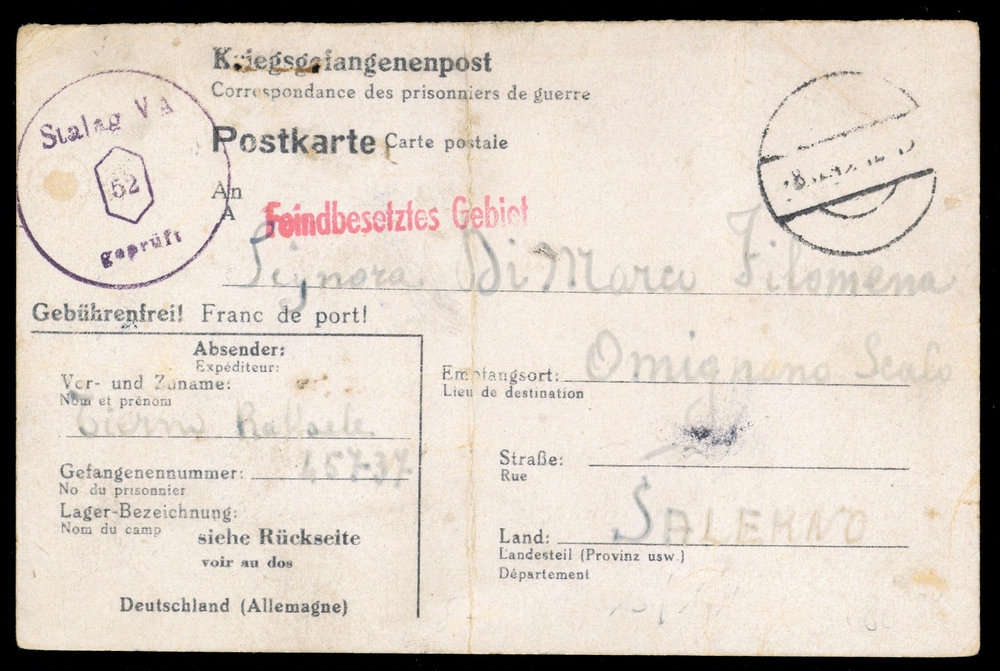 Kriegsgefangenenpost
Correspondance des prisonniers de guerre
Stalag V A
52
geprüft
Postkarte Carte postale
An
A
Feindbesetztes Gebiet
Signora Di Marco Filomena
Gebührenfrei! Franc de port!
Absender:
Expéditeur:
Vor- und Zuname:
Nom et prénom
Tierno Raffaele
Gefangenennummer:
No du prisonnier
Lager-Bezeichnung:
Nom du camp
siehe Rückseite
voir au dos
Deutschland (Allemagne)
Omignano Scalo
Empfangsort:
Lieu de destination
Straße:
Rue
SALERNO
Land:
Landesteil (Provinz usw.)
Département